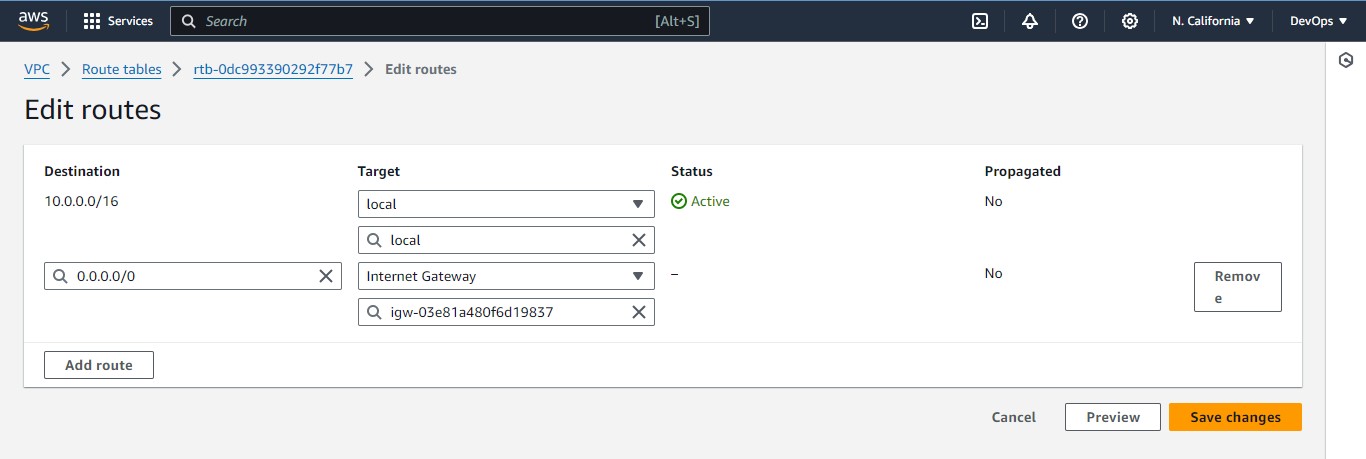 aws Services Search [Alt+S] N. California DevOps
VPC Route tables rtb-0dc993390292f77b7 Edit routes
Edit routes
Destination Target Status Propagated
10.0.0.0/16 local Active No
local
0.0.0.0/0 Internet Gateway – No Remov
e
igw-03e81a480f6d19837
Add route
Cancel Preview Save changes